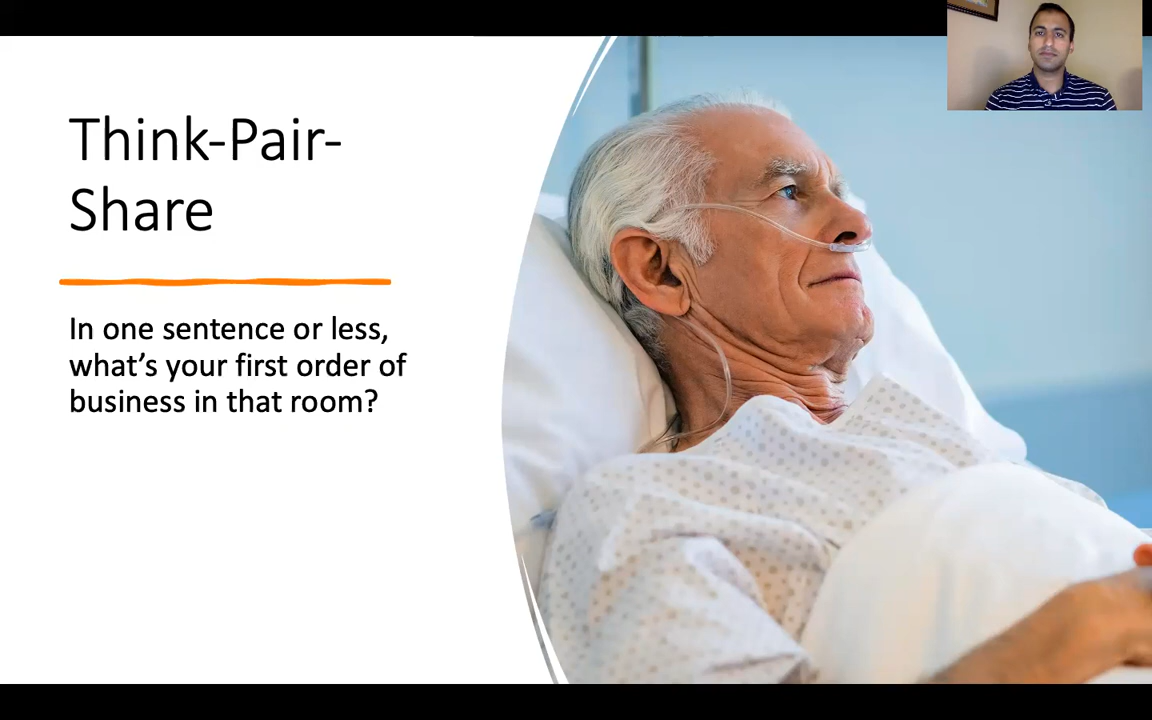 Think-Pair-
Share
In one sentence or less,
what’s your first order of
business in that room?